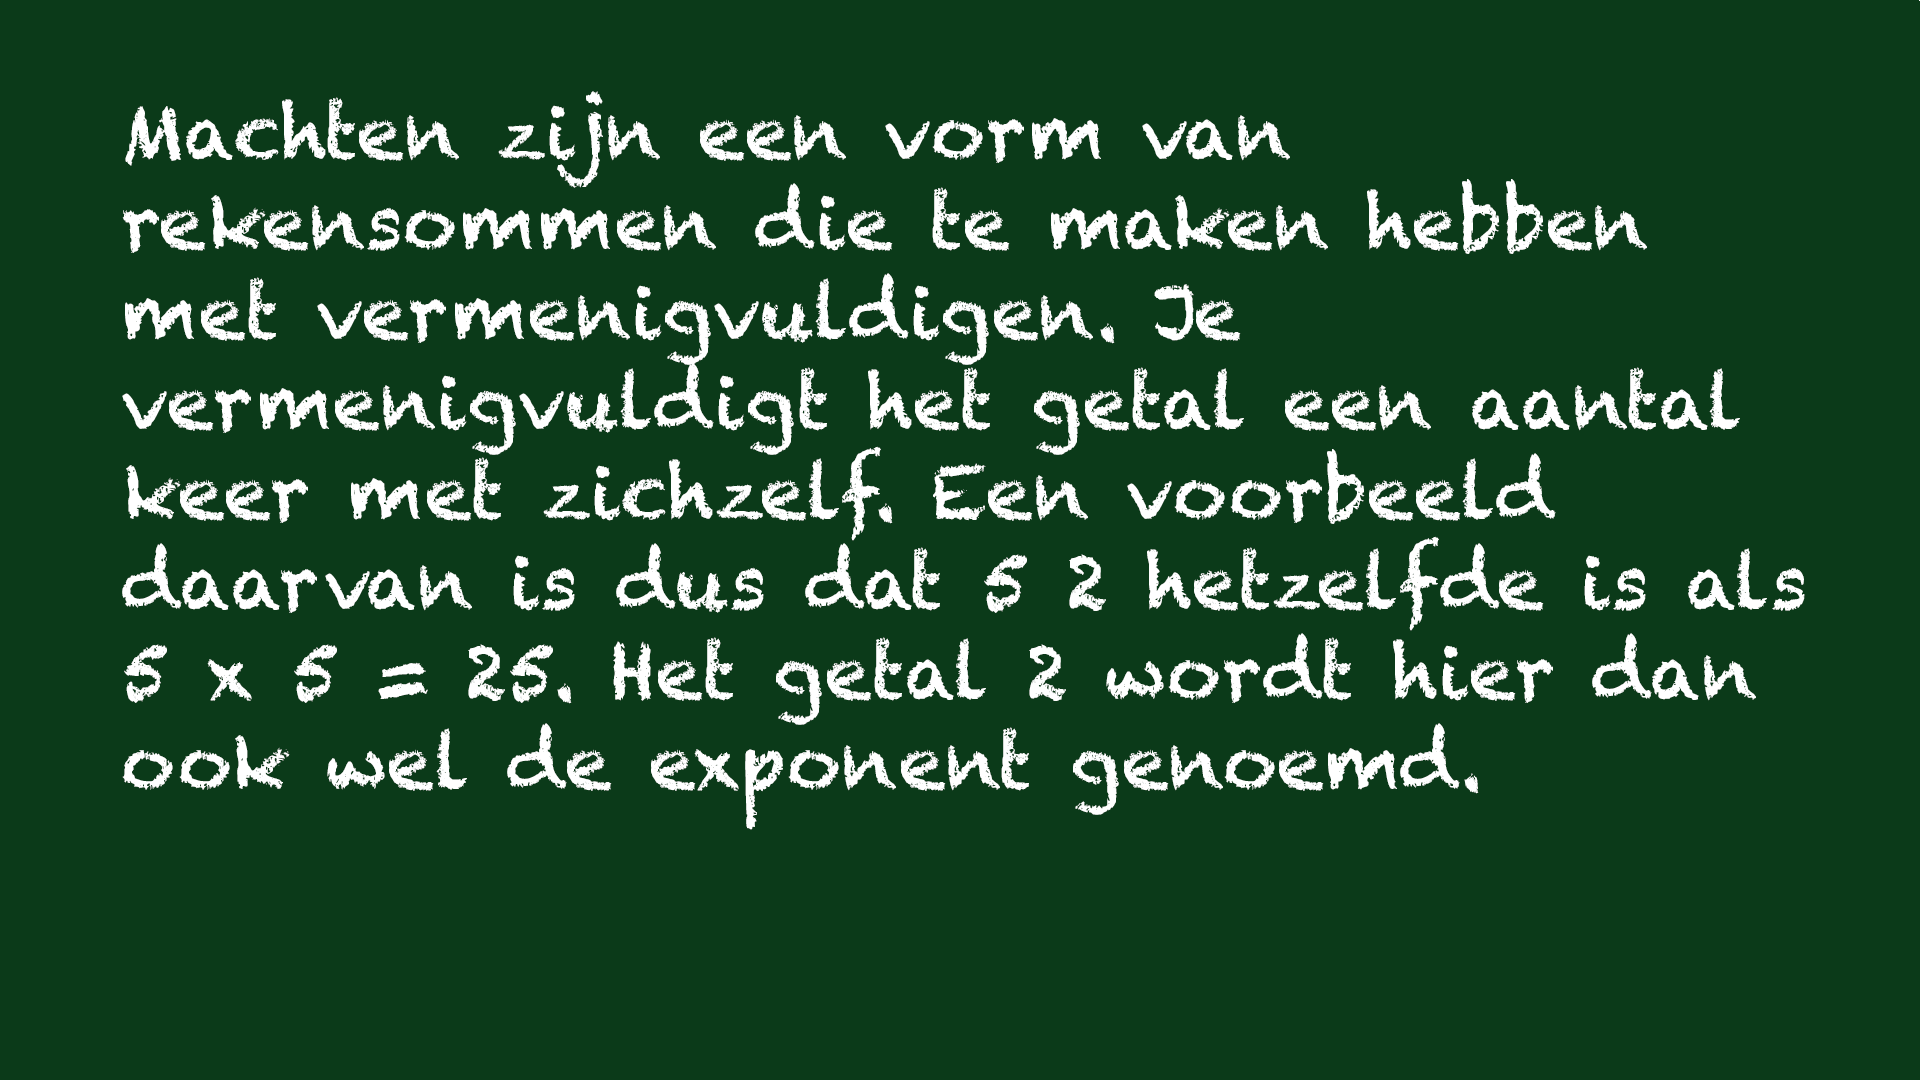 Machten zijn een vorm van
rekensommen die te maken hebben
met vermenigvuldigen. Je
vermenigvuldigt het getal een aantal
keer met zichzelf. Een voorbeeld
daarvan is dus dat 5 2 hetzelfde is als
5 x 5 = 25. Het getal 2 wordt hier dan
ook wel de exponent genoemd.